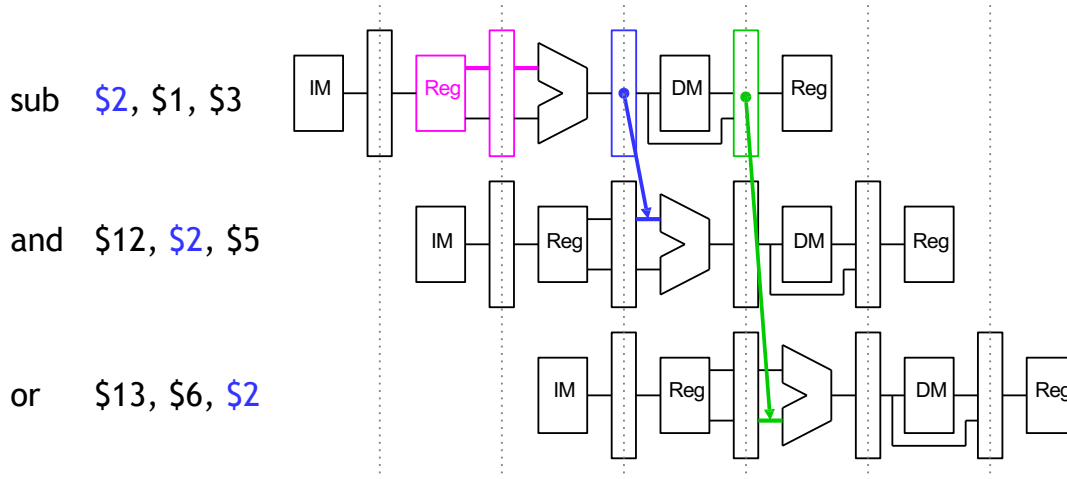 sub $2, $1, $3 IM Reg DM Reg
and $12, $2, $5 IM Reg DM Reg
or $13, $6, $2 IM Reg DM Reg